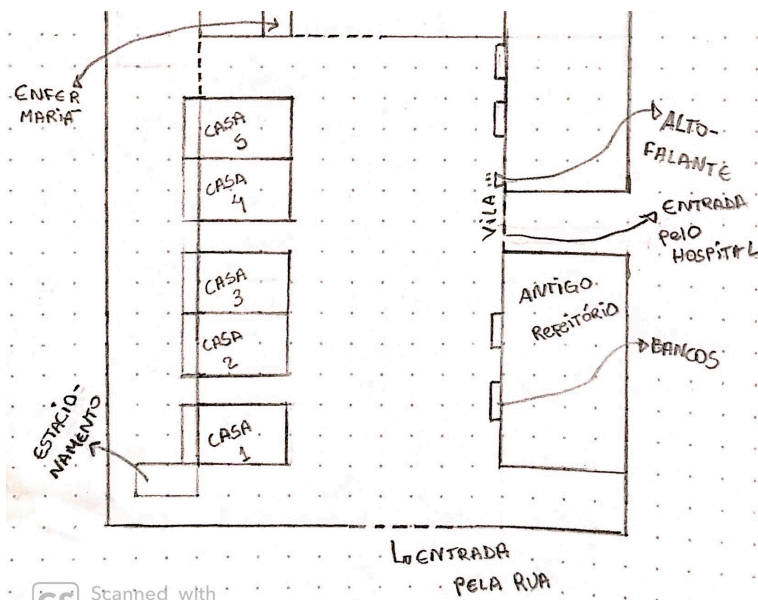 ENFER
MARIA
CASA
5
CASA
4
CASA
3
CASA
2
CASA
1
ESTACIO-
NAMENTO
VILA...
ALTO-
FALANTE
ENTRADA
PELO
HOSPITAL
ANTIGO
REFEITÓRIO
BANCOS
ENTRADA
PELA RUA
CS
Scanned with